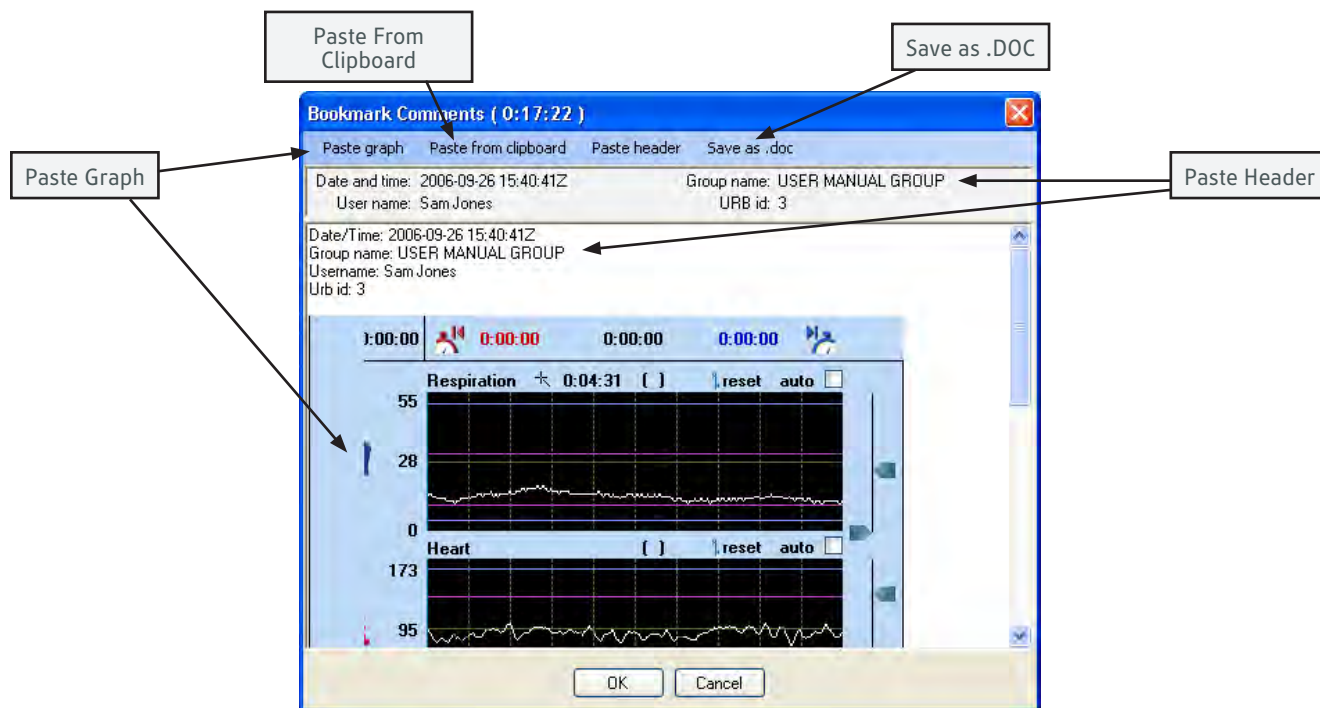 Paste From
Clipboard
Save as .DOC
Bookmark Comments ( 0:17:22 )
Paste graph Paste from clipboard Paste header Save as .doc
Paste Graph
Date and time: 2006-09-26 15:40:41Z Group name: USER MANUAL GROUP
Paste Header
User name: Sam Jones URB id: 3
Date/Time: 2006-09-26 15:40:41Z
Group name: USER MANUAL GROUP
Username: Sam Jones
Urb id: 3
:00:00 0:00:00 0:00:00 0:00:00
Respiration 0:04:31 ( ) reset auto
55
28
0
Heart ( ) reset auto
173
95
OK Cancel